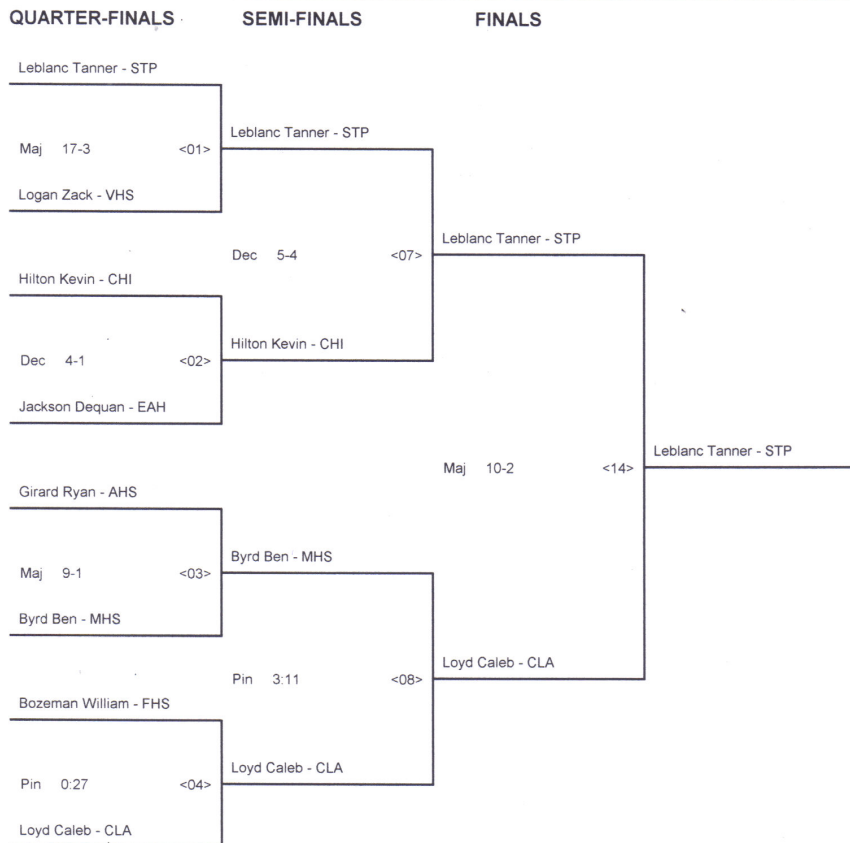 QUARTER-FINALS SEMI-FINALS FINALS
Leblanc Tanner - STP
Leblanc Tanner - STP
Maj 17-3 <01>
Logan Zack - VHS
Leblanc Tanner - STP
Dec 5-4 <07>
Hilton Kevin - CHI
Hilton Kevin - CHI
Dec 4-1 <02>
Jackson Dequan - EAH
Leblanc Tanner - STP
Maj 10-2 <14>
Girard Ryan - AHS
Byrd Ben - MHS
Maj 9-1 <03>
Byrd Ben - MHS
Loyd Caleb - CLA
Pin 3:11 <08>
Bozeman William - FHS
Loyd Caleb - CLA
Pin 0:27 <04>
Loyd Caleb - CLA